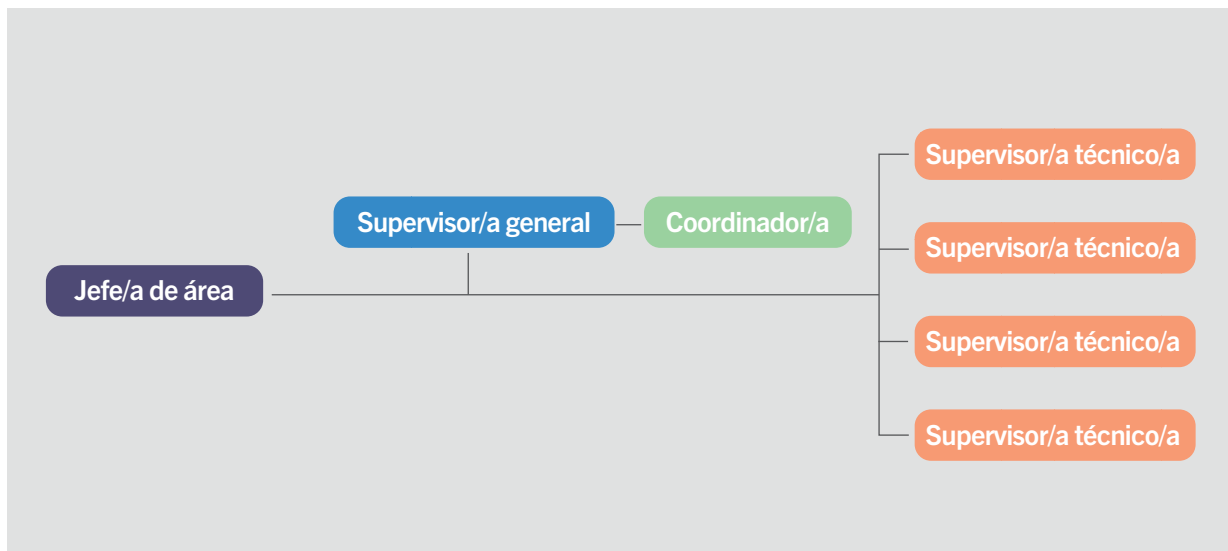 Supervisor/a técnico/a
Supervisor/a general
Coordinador/a
Supervisor/a técnico/a
Jefe/a de área
Supervisor/a técnico/a
Supervisor/a técnico/a